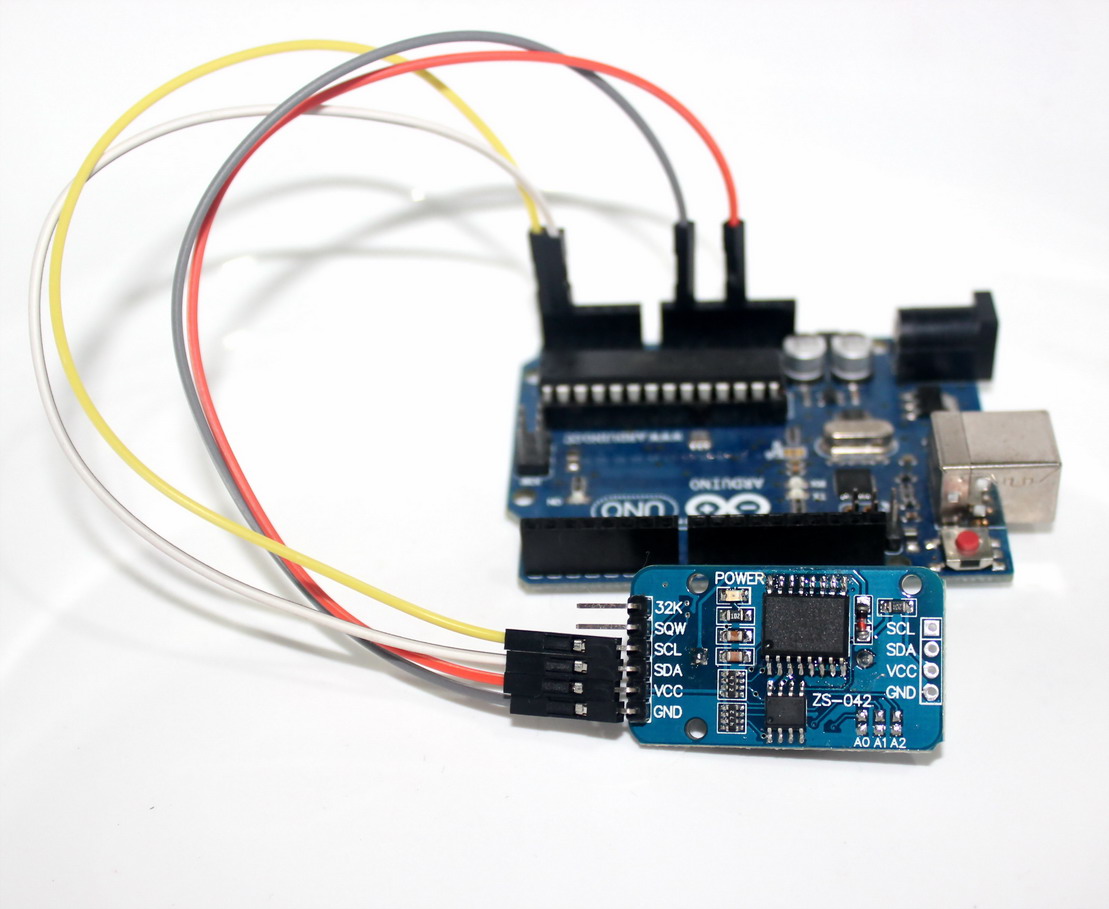 ARDUINO
UNO
POWER
32K
SQW
SCL
SDA
VCC
GND
SCL
SDA
VCC
GND
ZS-042
A0 A1 A2